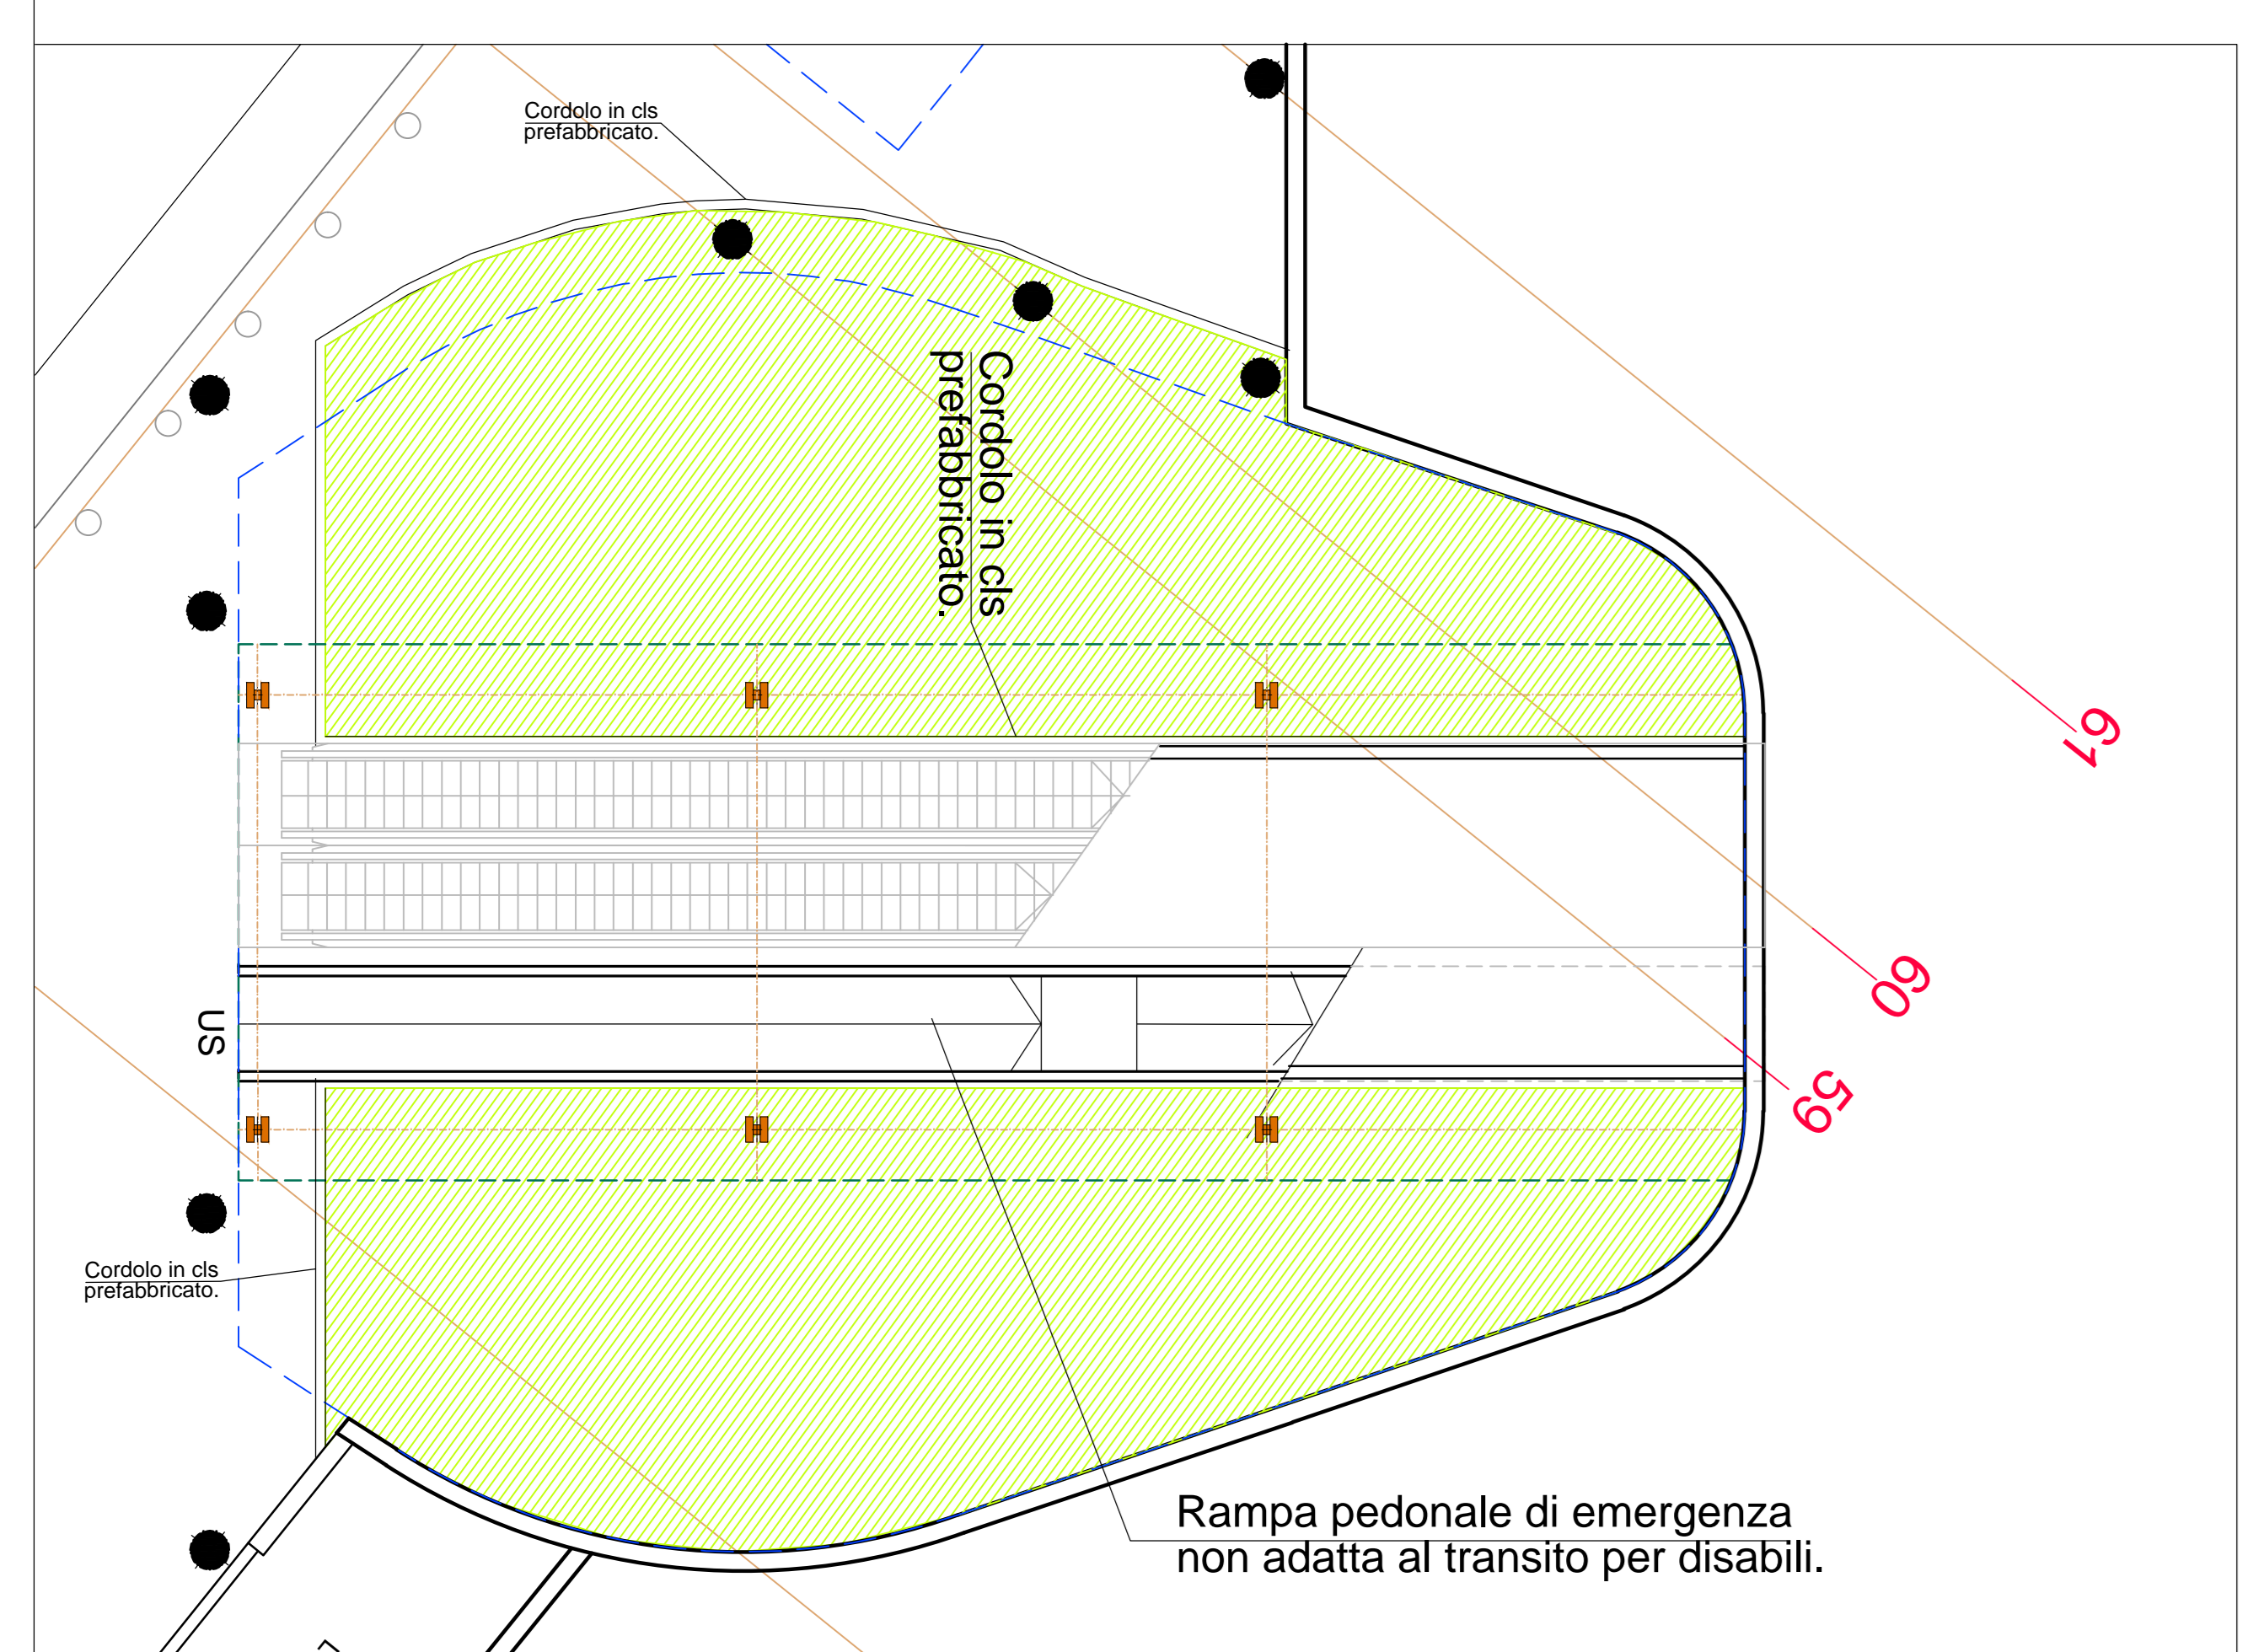 Cordolo in cls
prefabbricato.
Cordolo in cls
prefabbricato.
61
60
59
US
Cordolo in cls
prefabbricato.
Rampa pedonale di emergenza
non adatta al transito per disabili.